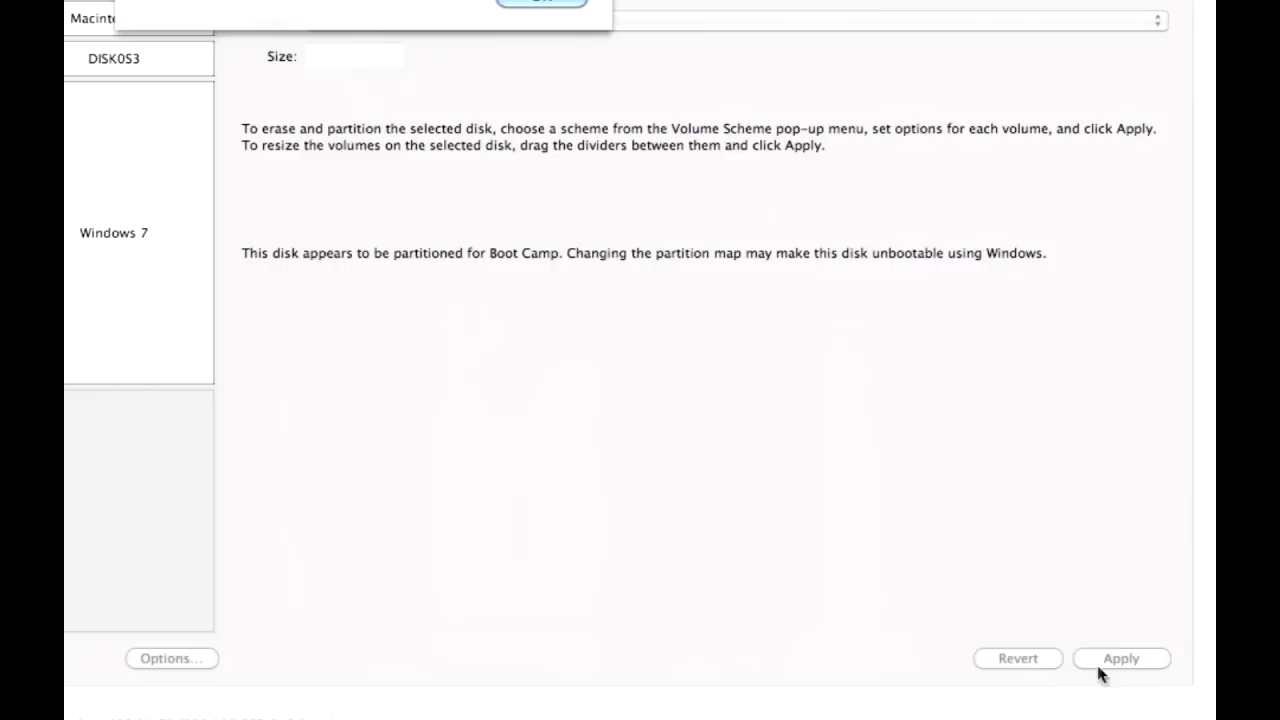 Macint
DISK0S3
Size:
To erase and partition the selected disk, choose a scheme from the Volume Scheme pop-up menu, set options for each volume, and click Apply.
To resize the volumes on the selected disk, drag the dividers between them and click Apply.
Windows 7
This disk appears to be partitioned for Boot Camp. Changing the partition map may make this disk unbootable using Windows.
Options...
Revert
Apply